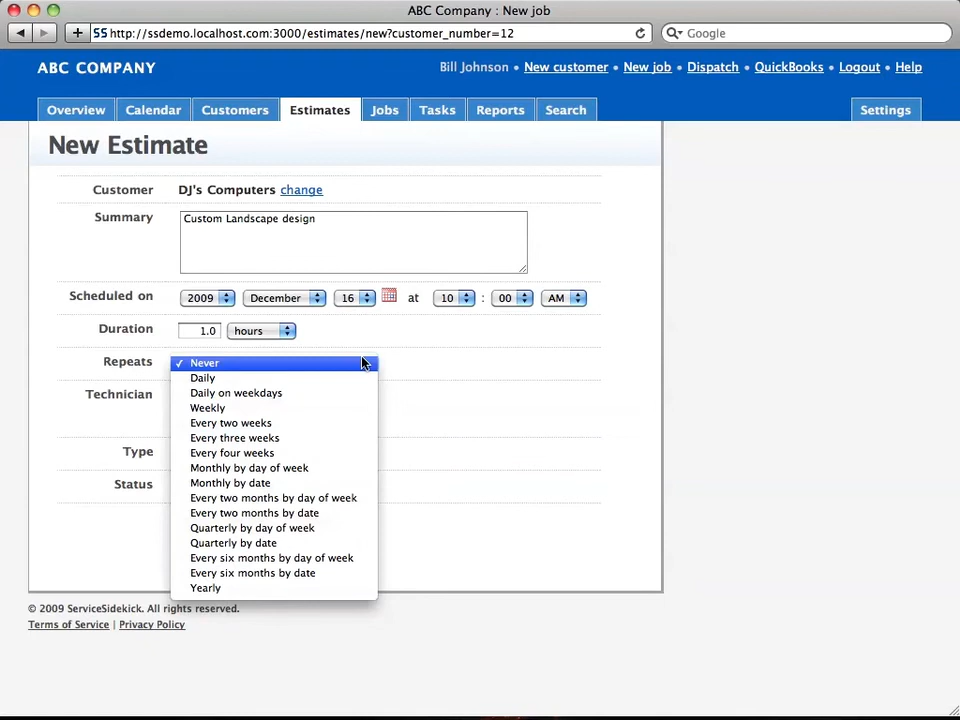 ABC Company : New job
SS http://ssdemo.localhost.com:3000/estimates/new?customer_number=12
Google
ABC COMPANY
Bill Johnson • New customer • New job • Dispatch • QuickBooks • Logout • Help
Overview Calendar Customers Estimates Jobs Tasks Reports Search Settings
New Estimate
Customer DJ's Computers change
Summary Custom Landscape design
Scheduled on 2009 December 16 at 10 : 00 AM
Duration 1.0 hours
Repeats ✓ Never
Daily
Technician Daily on weekdays
Weekly
Every two weeks
Every three weeks
Type Every four weeks
Monthly by day of week
Status Monthly by date
Every two months by day of week
Every two months by date
Quarterly by day of week
Quarterly by date
Every six months by day of week
Every six months by date
Yearly
© 2009 ServiceSidekick. All rights reserved.
Terms of Service | Privacy Policy